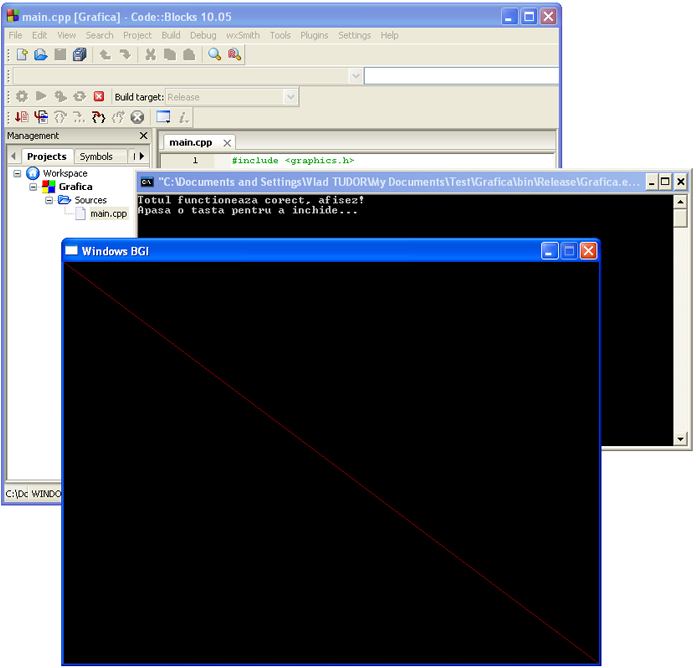 main.cpp [Grafica] - Code::Blocks 10.05
File Edit View Search Project Build Debug wxSmith Tools Plugins Settings Help
Build target: Release
Management
main.cpp
Projects Symbols
1 #include <graphics.h>
Workspace
Grafica
Sources
main.cpp
"C:\Documents and Settings\Vlad TUDOR\My Documents\Test\Grafica\bin\Release\Grafica.e...
Totul functioneaza corect, afisez!
Apasa o tasta pentru a inchide...
Windows BGI
C:\Dc WINDO